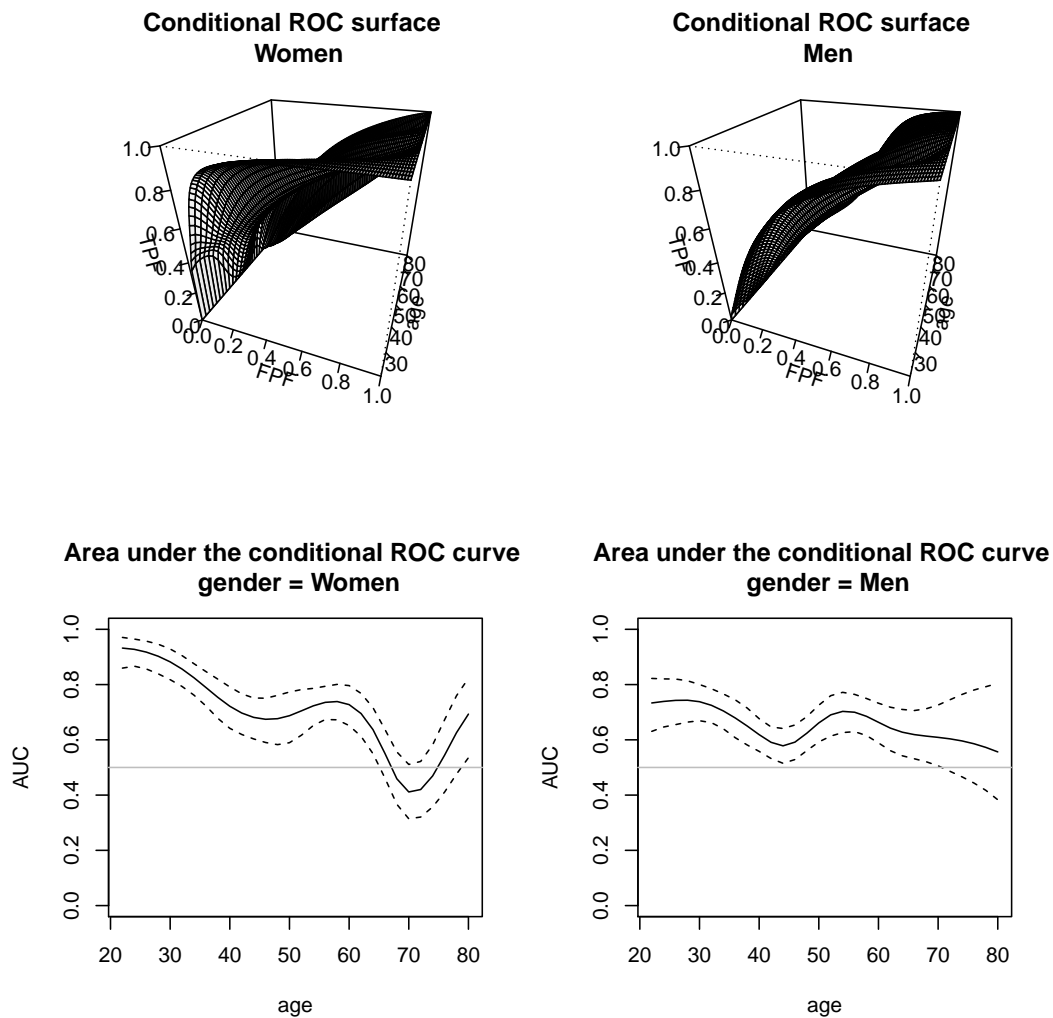 Conditional ROC surface
Women
1.0
0.8
0.6
0.4
0.2
0.0
TPF
0.0
0.2
0.4
0.6
0.8
1.0
FPF
30
40
50
60
70
80
age
Conditional ROC surface
Men
1.0
0.8
0.6
0.4
0.2
0.0
TPF
0.0
0.2
0.4
0.6
0.8
1.0
FPF
30
40
50
60
70
80
age
Area under the conditional ROC curve
gender = Women
1.0
0.8
0.6
0.4
0.2
0.0
AUC
20 30 40 50 60 70 80
age
Area under the conditional ROC curve
gender = Men
1.0
0.8
0.6
0.4
0.2
0.0
AUC
20 30 40 50 60 70 80
age